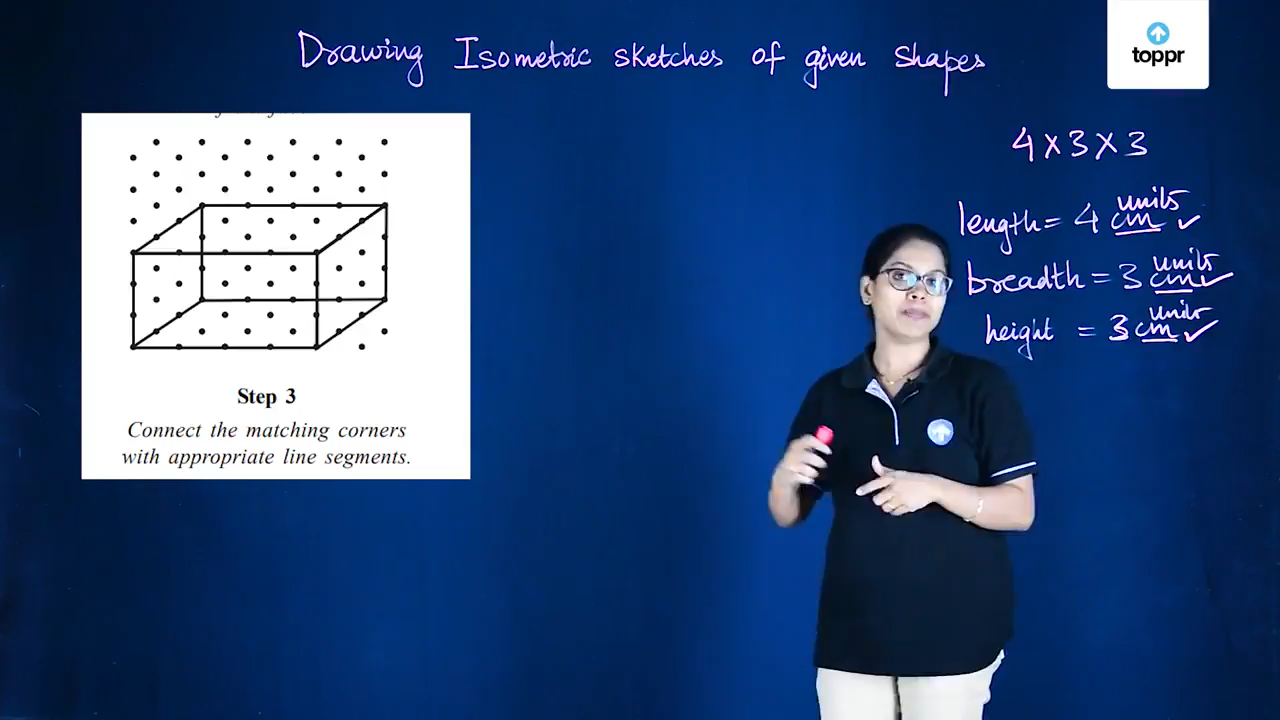 Drawing Isometric sketches of given shapes
toppr
4 x 3 x 3
length = 4 cm units ✓
breadth = 3 cm units ✓
height = 3 cm units ✓
Step 3
Connect the matching corners
with appropriate line segments.